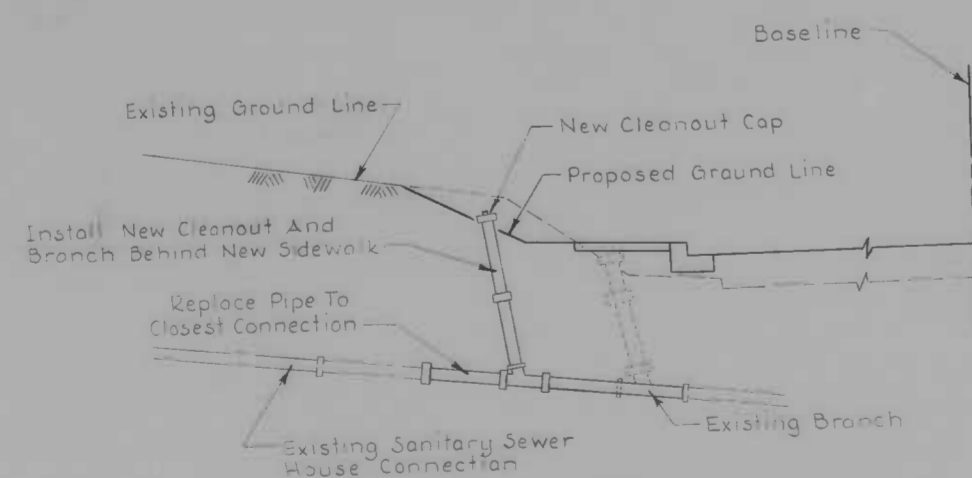 Baseline
Existing Ground Line
New Cleanout Cap
Proposed Ground Line
Install New Cleanout And
Branch Behind New Sidewalk
Replace Pipe To
Closest Connection
Existing Branch
Existing Sanitary Sewer
House Connection